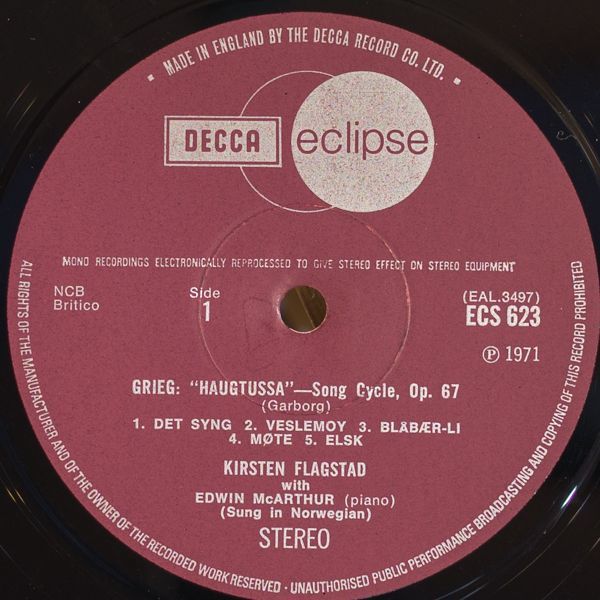 • MADE IN ENGLAND BY THE DECCA RECORD CO. LTD. •
DECCA eclipse
MONO RECORDINGS ELECTRONICALLY REPROCESSED TO GIVE STEREO EFFECT ON STEREO EQUIPMENT
NCB
Britico
Side
1
(EAL.3497)
ECS 623
Ⓟ 1971
GRIEG: "HAUGTUSSA"—Song Cycle, Op. 67
(Garborg)
1. DET SYNG 2. VESLEMOY 3. BLÅBÆR-LI
4. MØTE 5. ELSK
KIRSTEN FLAGSTAD
with
EDWIN McARTHUR (piano)
(Sung in Norwegian)
STEREO
ALL RIGHTS OF THE MANUFACTURER AND OF THE OWNER OF THE RECORDED WORK RESERVED · UNAUTHORISED PUBLIC PERFORMANCE BROADCASTING AND COPYING OF THIS RECORD PROHIBITED